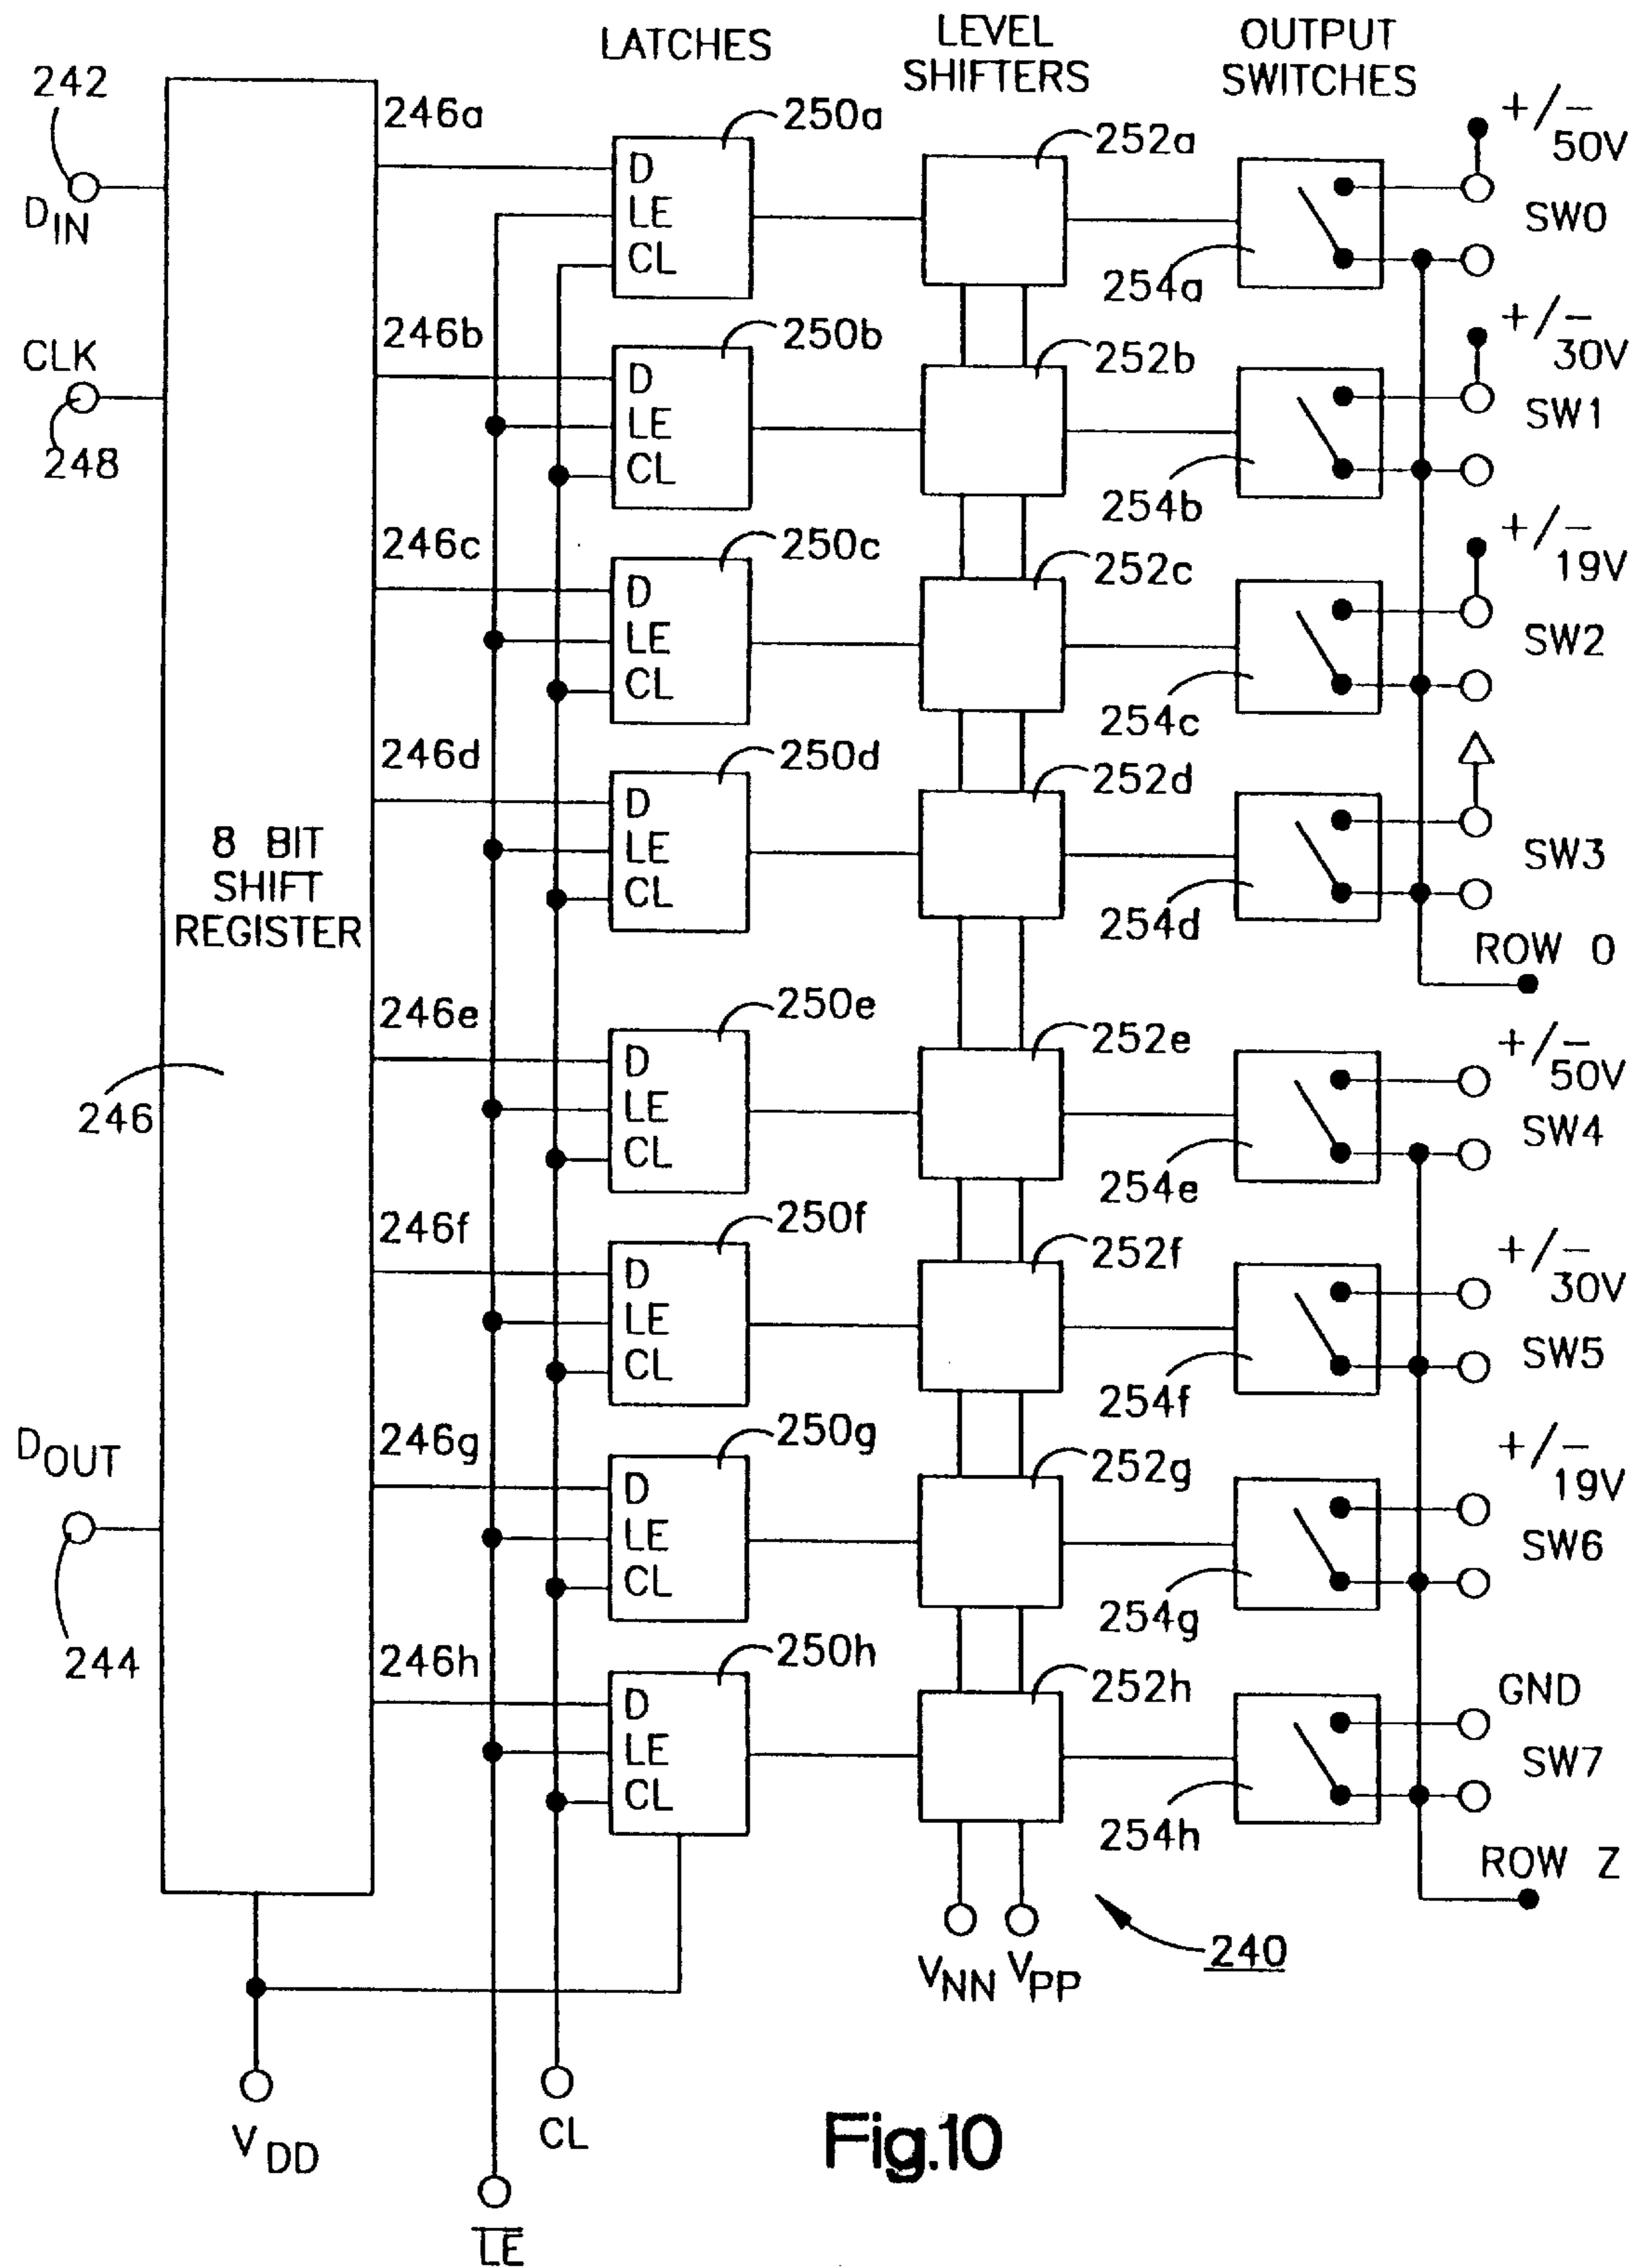 LATCHES
LEVEL
SHIFTERS
OUTPUT
SWITCHES
242
DIN
CLK
248
8 BIT
SHIFT
REGISTER
246
DOUT
244
246a
D
LE
CL
250a
252a
254a
+/-
50V
SW0
246b
D
LE
CL
250b
252b
254b
+/-
30V
SW1
246c
D
LE
CL
250c
252c
254c
+/-
19V
SW2
246d
D
LE
CL
250d
252d
254d
SW3
ROW 0
246e
D
LE
CL
250e
252e
254e
+/-
50V
SW4
246f
D
LE
CL
250f
252f
254f
+/-
30V
SW5
246g
D
LE
CL
250g
252g
254g
+/-
19V
SW6
246h
D
LE
CL
250h
252h
254h
GND
SW7
ROW Z
VNN VPP
240
VDD
CL
LE
Fig.10